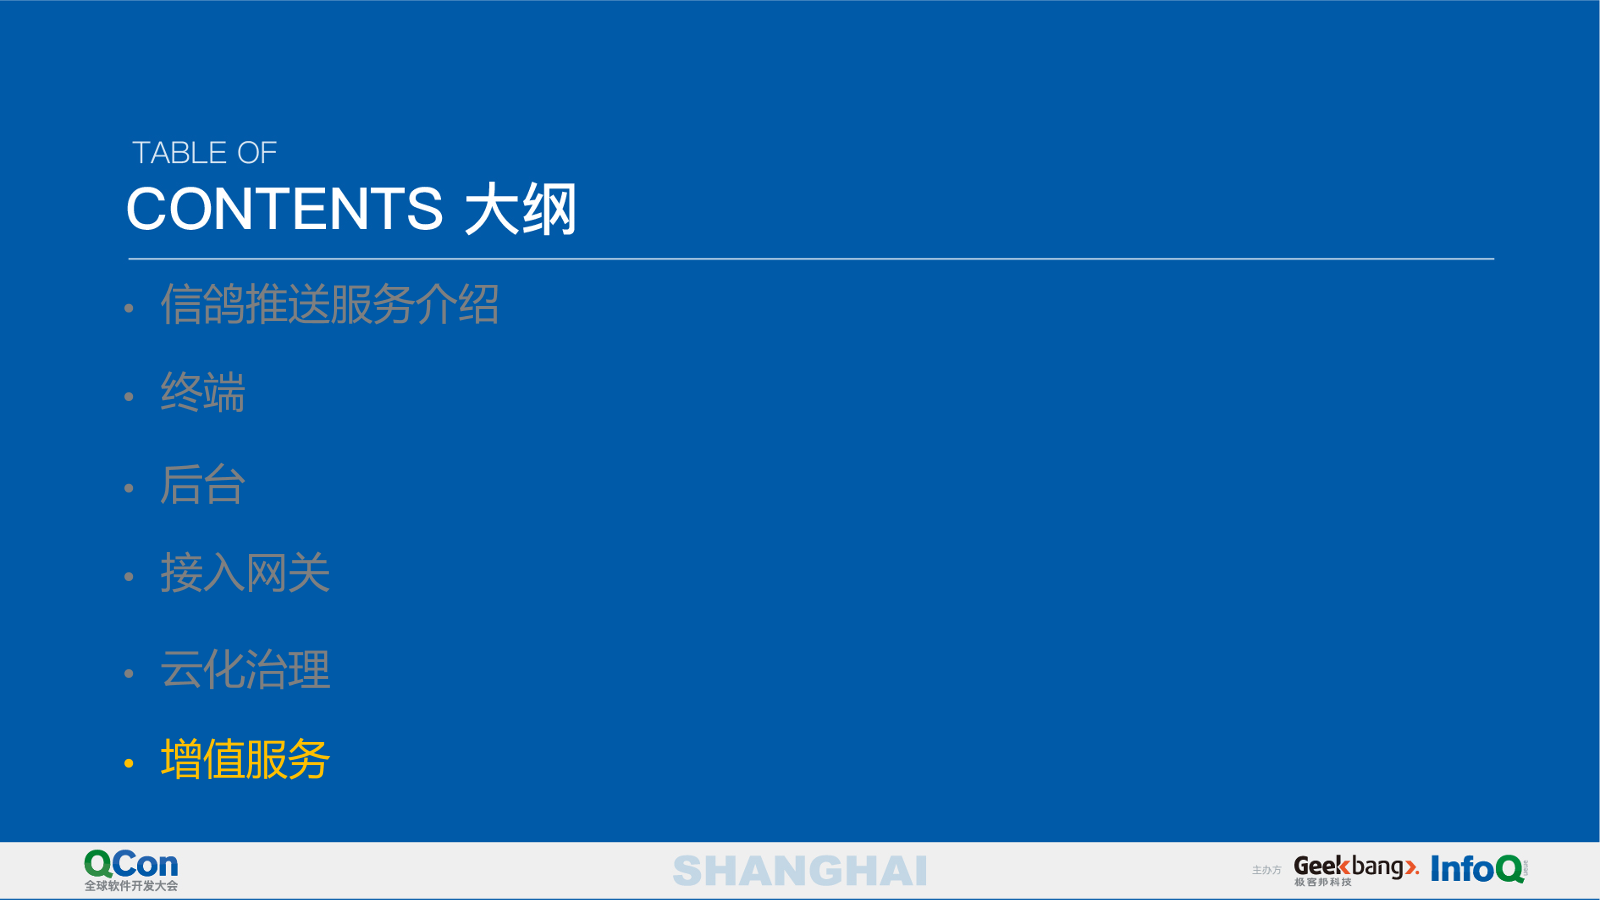 TABLE OF
CONTENTS 大纲
• 信鸽推送服务介绍
• 终端
• 后台
• 接入网关
• 云化治理
• 增值服务
QCon
全球软件开发大会
SHANGHAI
主办方
Geekbang>.
极客邦科技
InfoQ